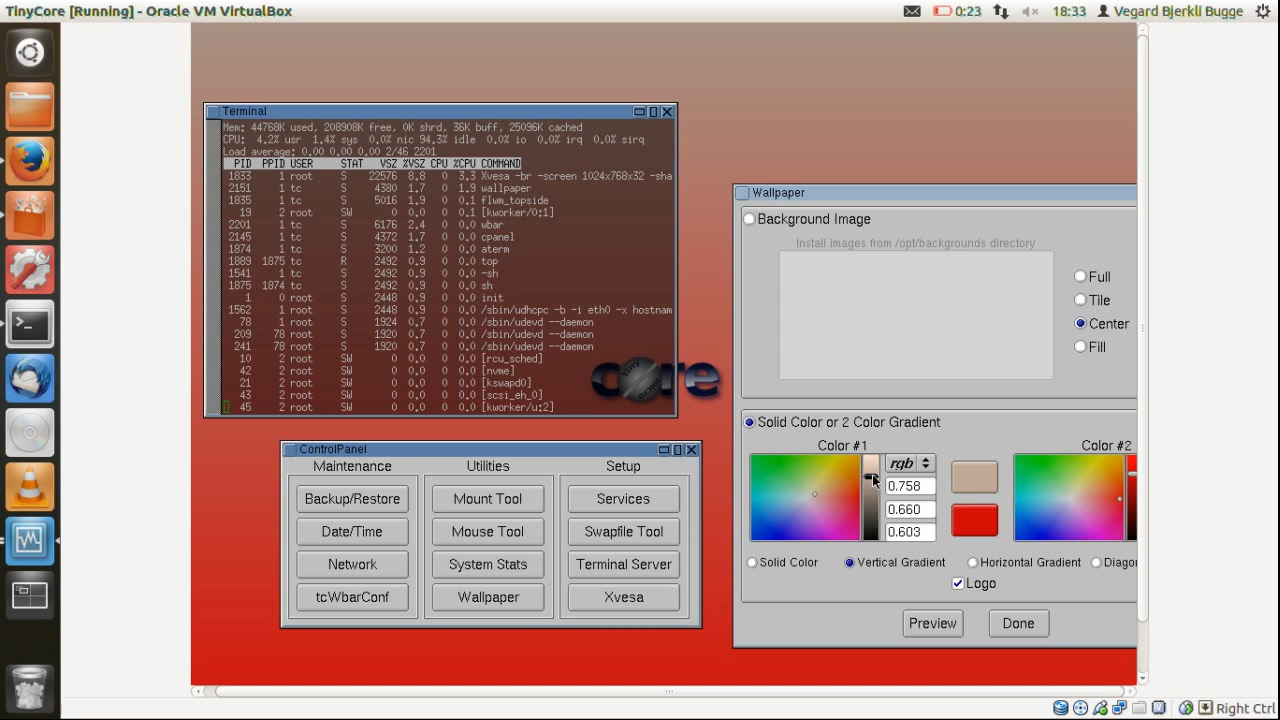 TinyCore [Running] - Oracle VM VirtualBox
0:23
18:33
Vegard Bjerkli Bugge
Terminal
Mem: 44768K used, 208908K free, 0K shrd, 36K buff, 25096K cached
CPU: 4.2% usr 1.4% sys 0.0% nic 94.3% idle 0.0% io 0.0% irq 0.0% sirq
Load average: 0.00 0.00 0.00 2/46 2201
PID PPID USER STAT VSZ %VSZ CPU %CPU COMMAND
1833 1 root S 22576 8.8 0 3.3 Xvesa -br -screen 1024x768x32 -sha
2151 1 tc S 4380 1.7 0 1.9 wallpaper
1835 1 tc S 5016 1.9 0 0.1 flwm_topside
19 2 root SW 0 0.0 0 0.1 [kworker/0:1]
2201 1 tc S 6176 2.4 0 0.0 wbar
2145 1 tc S 4372 1.7 0 0.0 cpanel
1874 1 tc S 3200 1.2 0 0.0 aterm
1889 1875 tc R 2492 0.9 0 0.0 top
1541 1 tc S 2492 0.9 0 0.0 -sh
1875 1874 tc S 2492 0.9 0 0.0 sh
1 0 root S 2448 0.9 0 0.0 init
1562 1 root S 2448 0.9 0 0.0 /sbin/udhcpc -b -i eth0 -x hostnam
78 1 root S 1924 0.7 0 0.0 /sbin/udevd --daemon
209 78 root S 1920 0.7 0 0.0 /sbin/udevd --daemon
241 78 root S 1920 0.7 0 0.0 /sbin/udevd --daemon
10 2 root SW 0 0.0 0 0.0 [rcu_sched]
42 2 root SW 0 0.0 0 0.0 [nvme]
21 2 root SW 0 0.0 0 0.0 [kswapd0]
43 2 root SW 0 0.0 0 0.0 [scsi_eh_0]
45 2 root SW 0 0.0 0 0.0 [kworker/u:2]
tiny
core
micro
ControlPanel
Maintenance
Utilities
Setup
Backup/Restore
Mount Tool
Services
Date/Time
Mouse Tool
Swapfile Tool
Network
System Stats
Terminal Server
tcWbarConf
Wallpaper
Xvesa
Wallpaper
Background Image
Install images from /opt/backgrounds directory
Full
Tile
Center
Fill
Solid Color or 2 Color Gradient
Color #1
Color #2
rgb
0.758
0.660
0.603
Solid Color
Vertical Gradient
Horizontal Gradient
Diagor
Logo
Preview
Done
Right Ctrl